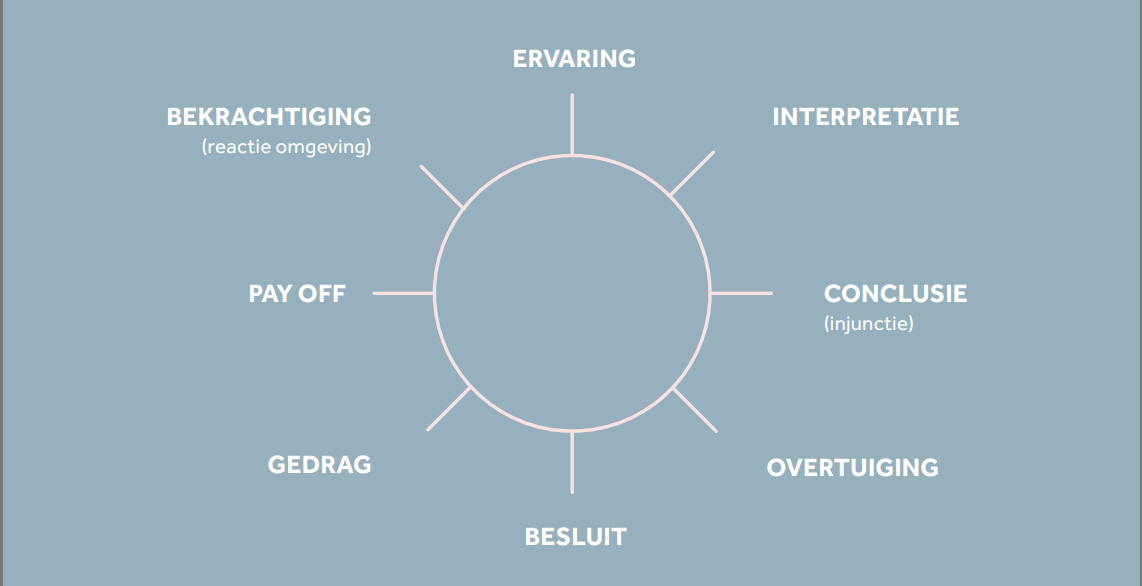 ERVARING
INTERPRETATIE
CONCLUSIE
(injunctie)
OVERTUIGING
BESLUIT
GEDRAG
PAY OFF
BEKRACHTIGING
(reactie omgeving)